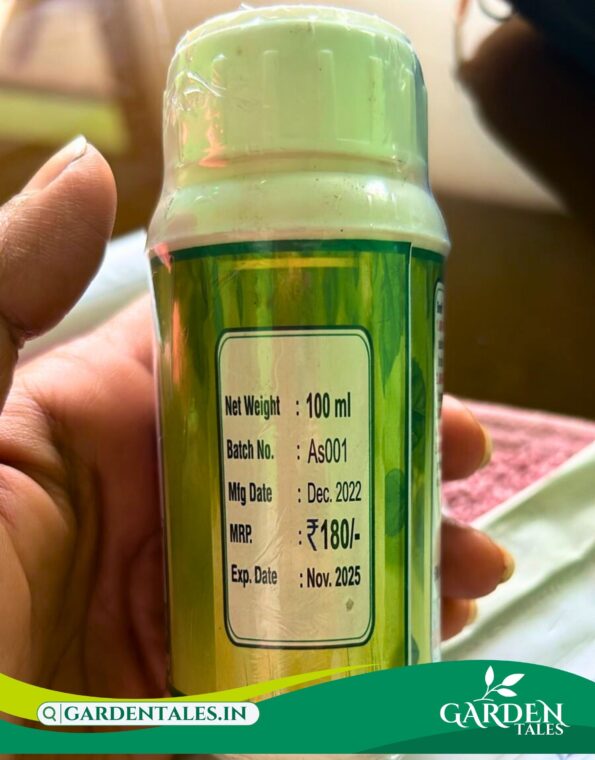 Net Weight : 100 ml
Batch No. : As001
Mfg Date : Dec. 2022
MRP. : ₹180/-
Exp. Date : Nov. 2025
GARDENTALES.IN
GARDEN
TALES